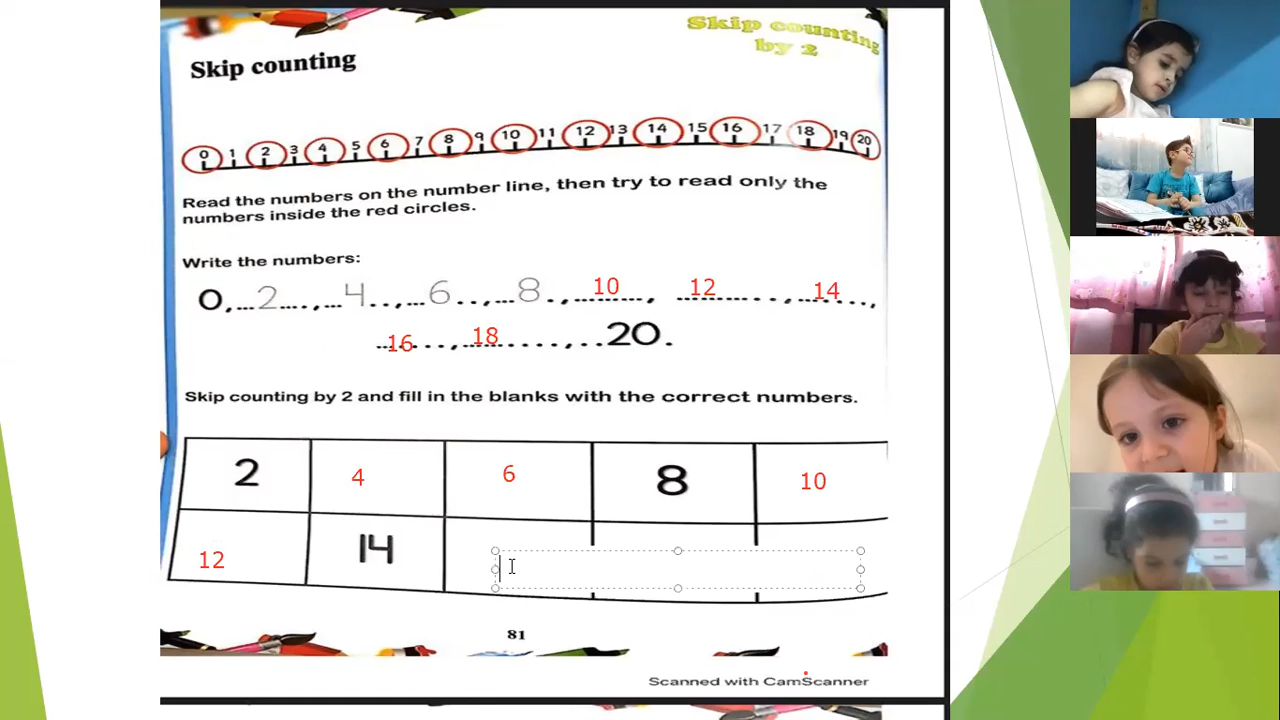 Skip counting
by 2
Skip counting
0 1 2 3 4 5 6 7 8 9 10 11 12 13 14 15 16 17 18 19 20
Read the numbers on the number line, then try to read only the
numbers inside the red circles.
Write the numbers:
0,...2....,...4...,...6...,...8.,...10......, ...12......,...14....,
...16....,...18......,..20.
Skip counting by 2 and fill in the blanks with the correct numbers.
2 4 6 8 10
12 14
81
Scanned with CamScanner